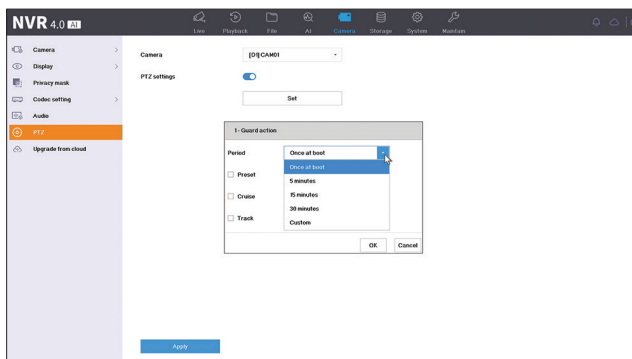 NVR 4.0 AI
Live
Playback
File
AI
Camera
Storage
System
Maintain
Camera
Display
Privacy mask
Codec setting
Audio
PTZ
Upgrade from cloud
Camera
[D1]CAM01
PTZ settings
Set
1- Guard action
Period
Once at boot
Once at boot
5 minutes
15 minutes
30 minutes
Custom
Preset
Cruise
Track
OK
Cancel
Apply